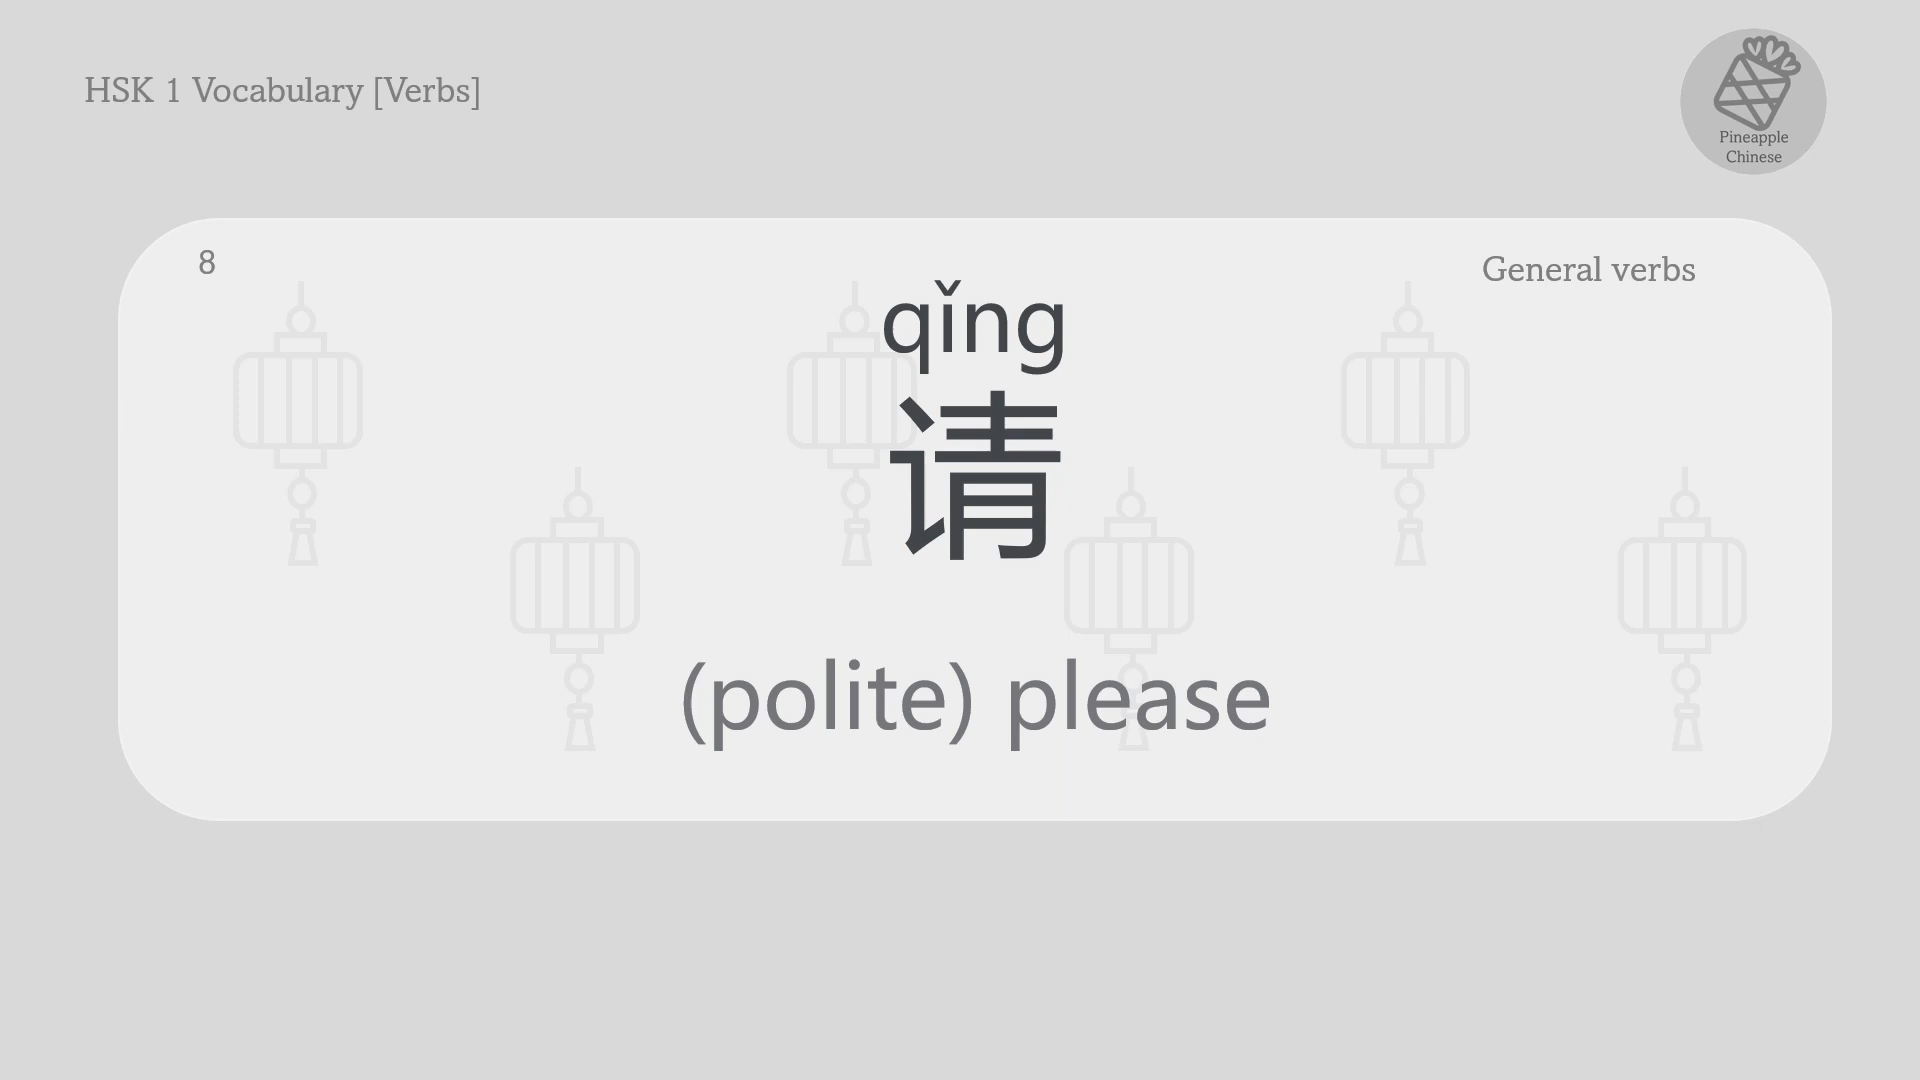 HSK 1 Vocabulary [Verbs]
Pineapple
Chinese
8
General verbs
qǐng
请
(polite) please